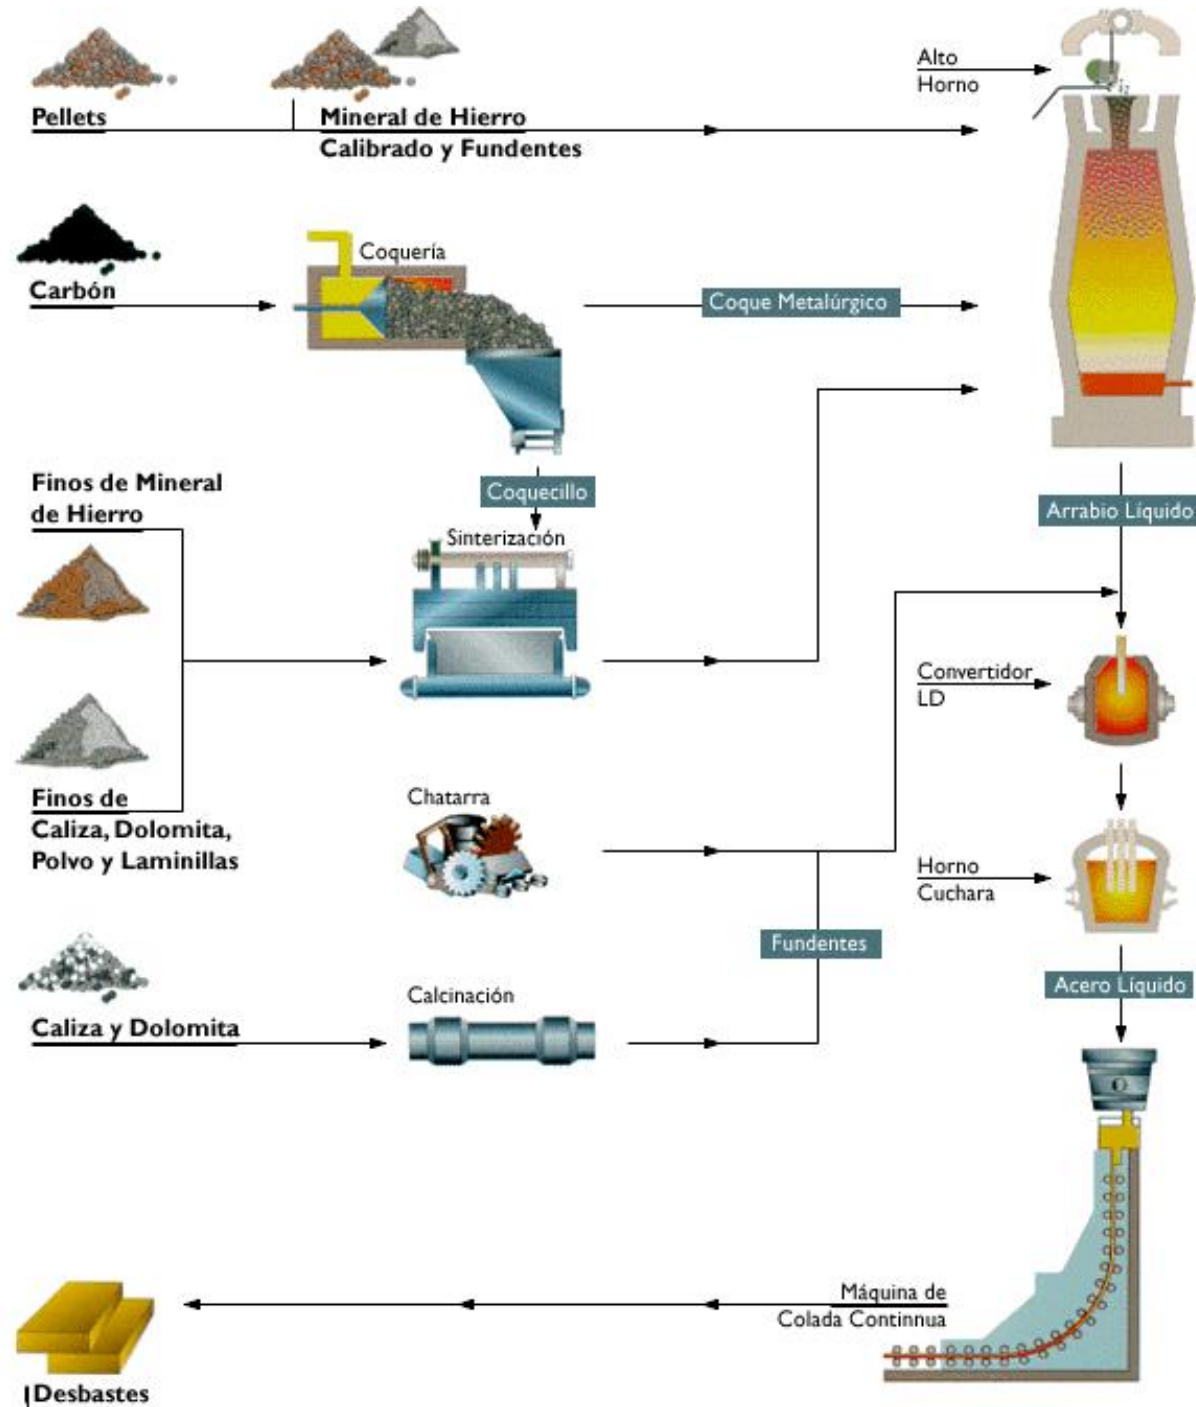 Pellets
Mineral de Hierro
Calibrado y Fundentes
Alto
Horno
Carbón
Coquería
Coque Metalúrgico
Finos de Mineral
de Hierro
Coquecillo
Sinterización
Arrabio Líquido
Convertidor
LD
Finos de
Caliza, Dolomita,
Polvo y Laminillas
Chatarra
Horno
Cuchara
Fundentes
Caliza y Dolomita
Calcinación
Acero Líquido
Máquina de
Colada Continnua
Desbastes